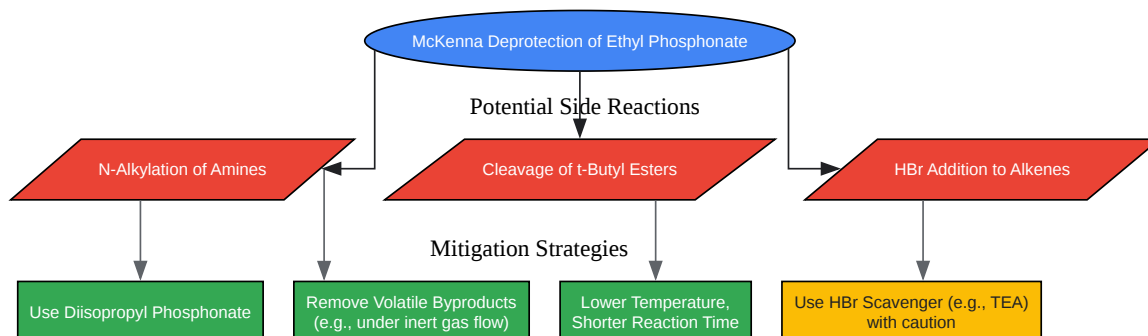 McKenna Deprotection of Ethyl Phosphonate
Potential Side Reactions
N-Alkylation of Amines
Cleavage of t-Butyl Esters
HBr Addition to Alkenes
Mitigation Strategies
Use Diisopropyl Phosphonate
Remove Volatile Byproducts
(e.g., under inert gas flow)
Lower Temperature,
Shorter Reaction Time
Use HBr Scavenger (e.g., TEA)
with caution